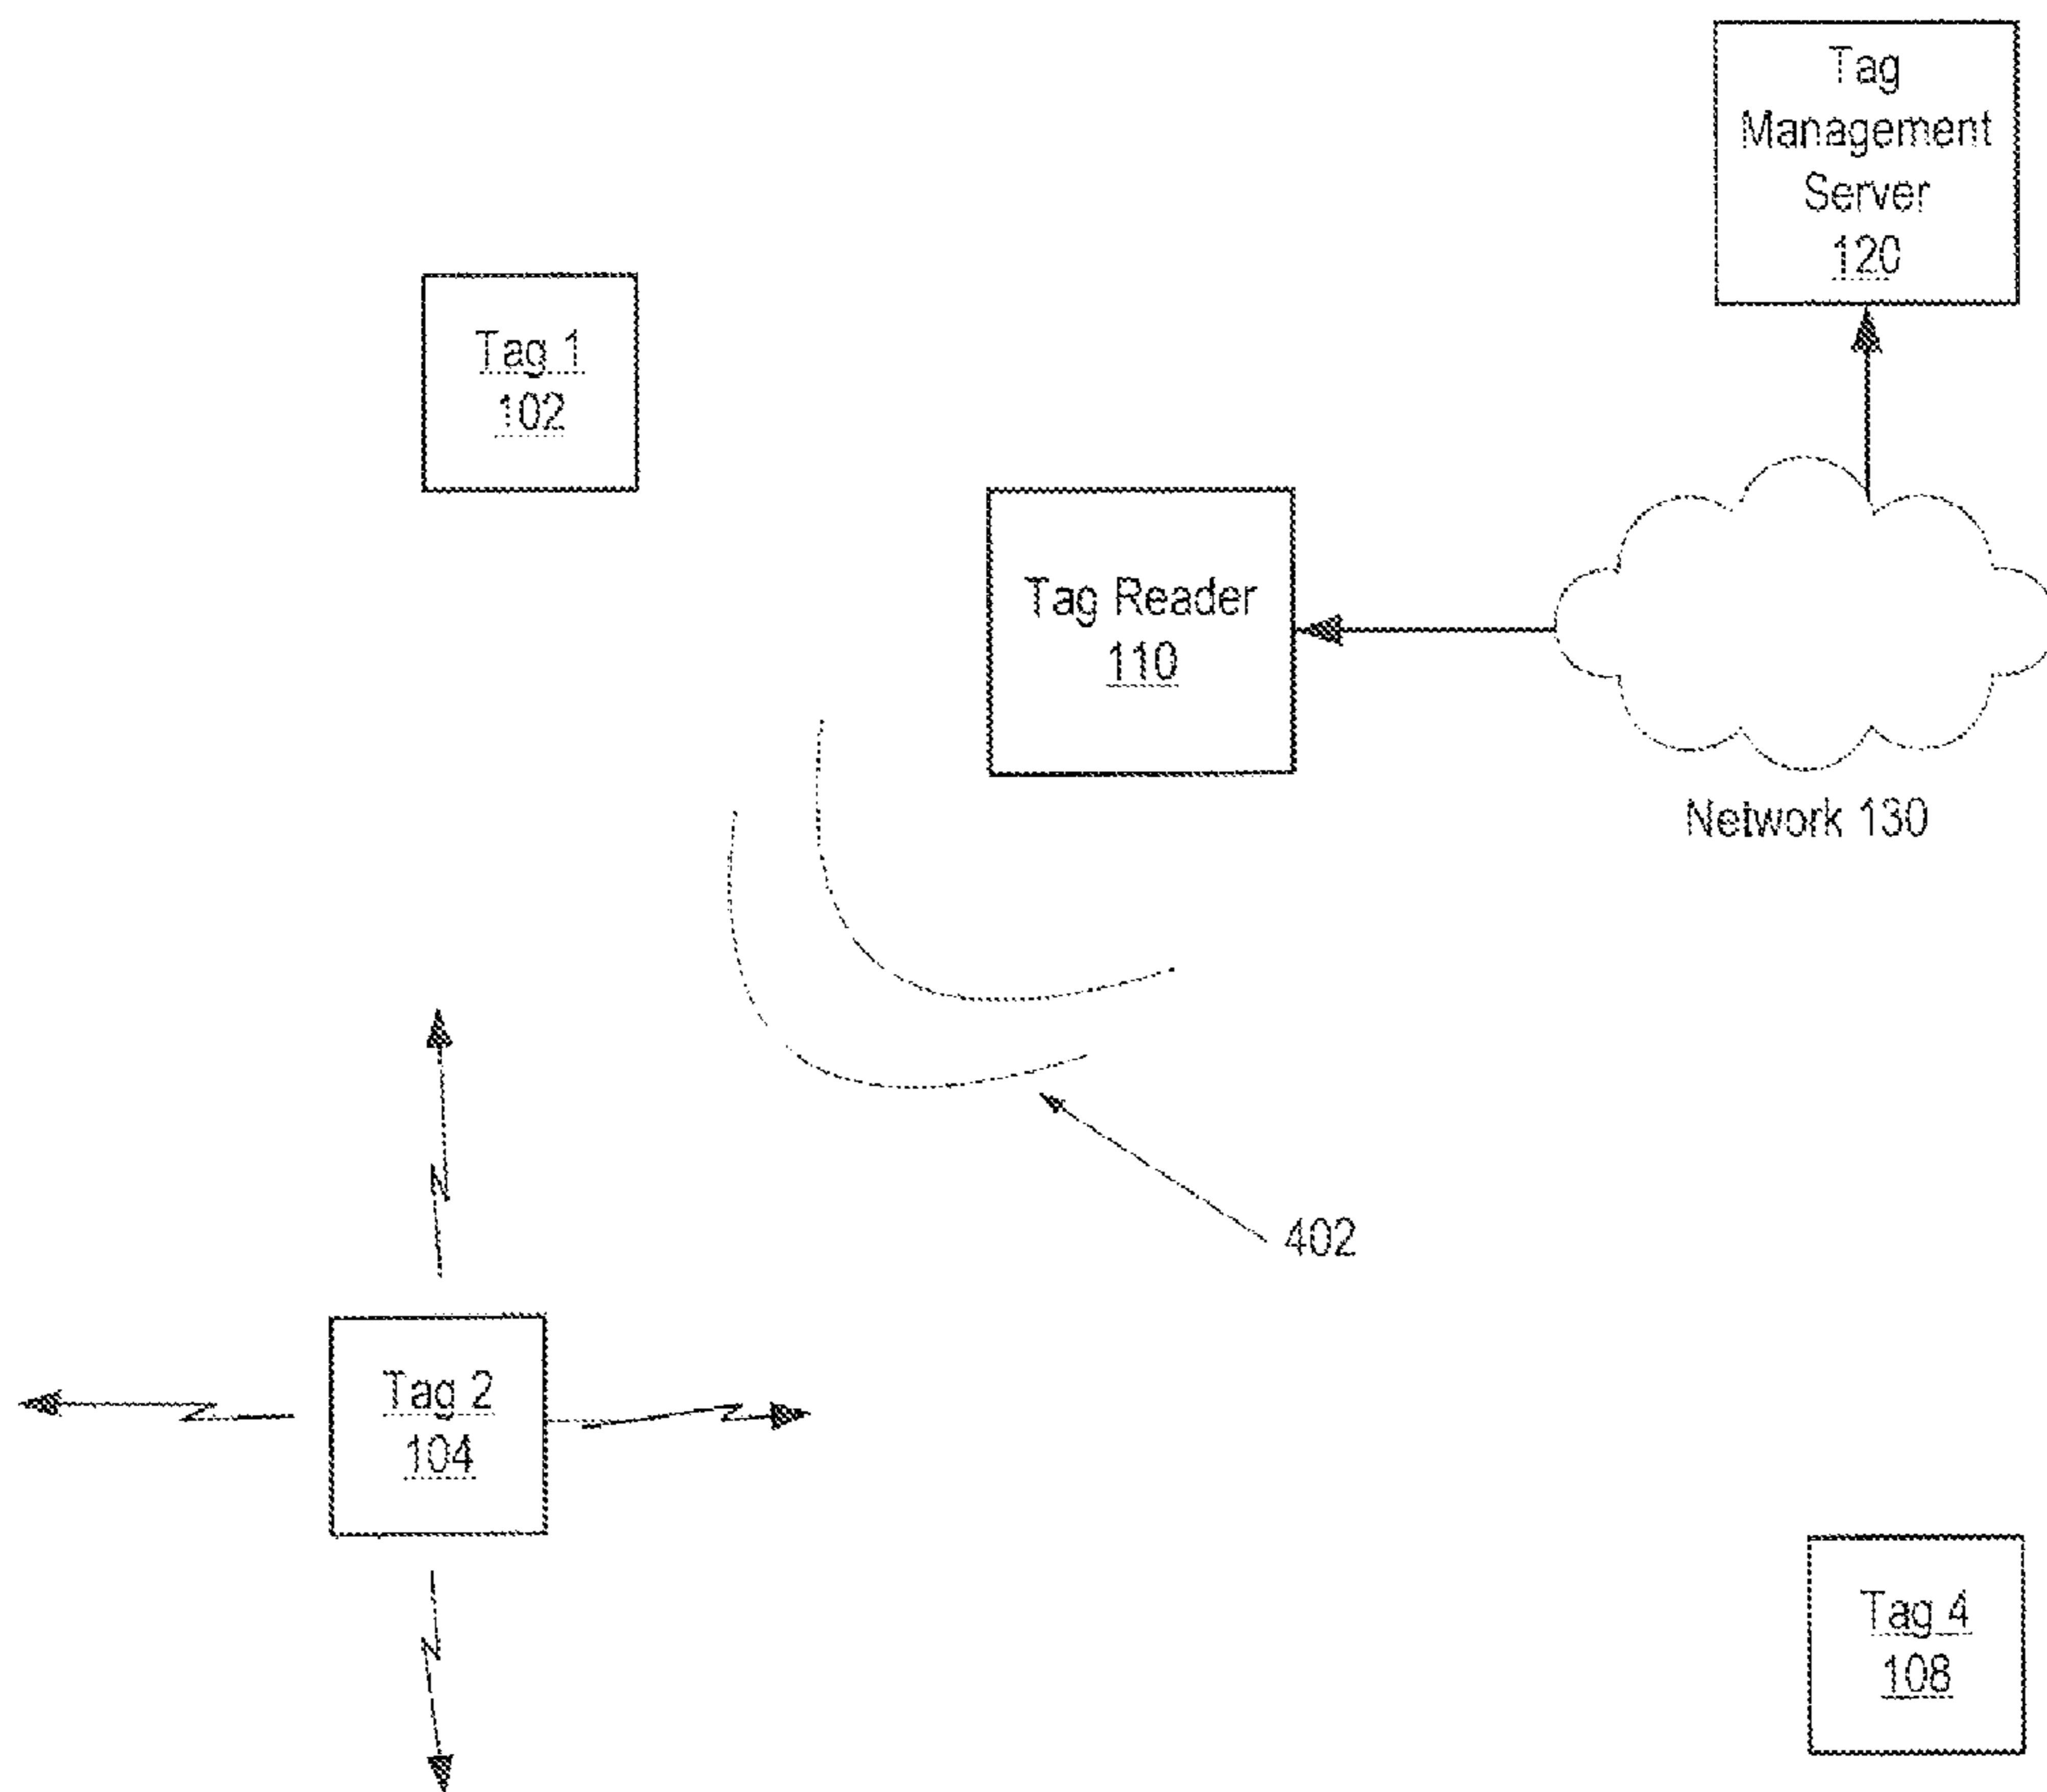 Tag
Management
Server
120
Tag 1
102
Tag Reader
110
Network 130
402
Tag 2
104
Tag 4
108